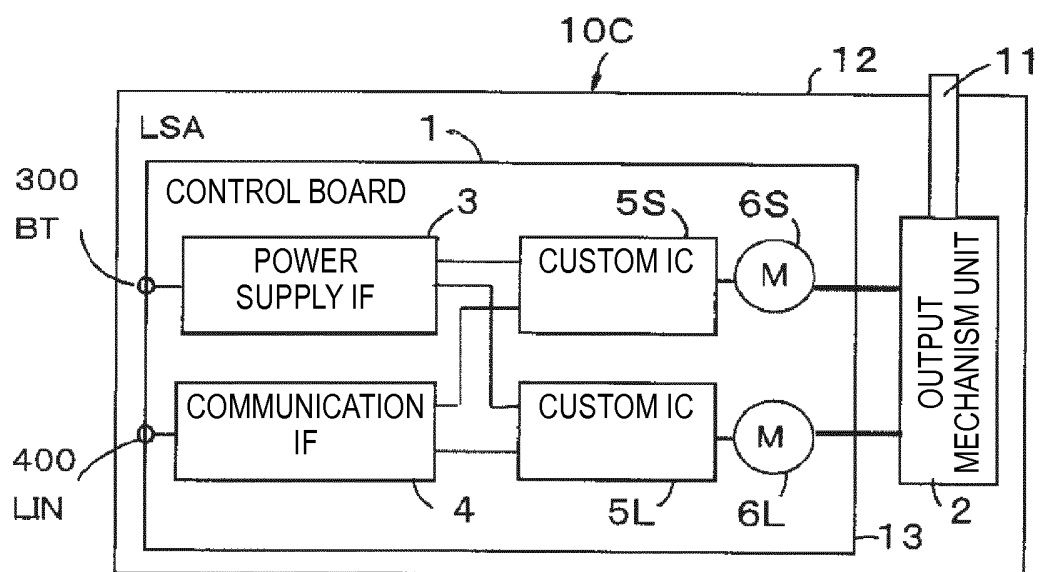 10C
12
11
LSA
1
300
BT
CONTROL BOARD
3
5S
6S
POWER
SUPPLY IF
CUSTOM IC
M
OUTPUT
MECHANISM UNIT
COMMUNICATION
IF
CUSTOM IC
M
400
LIN
4
5L
6L
2
13